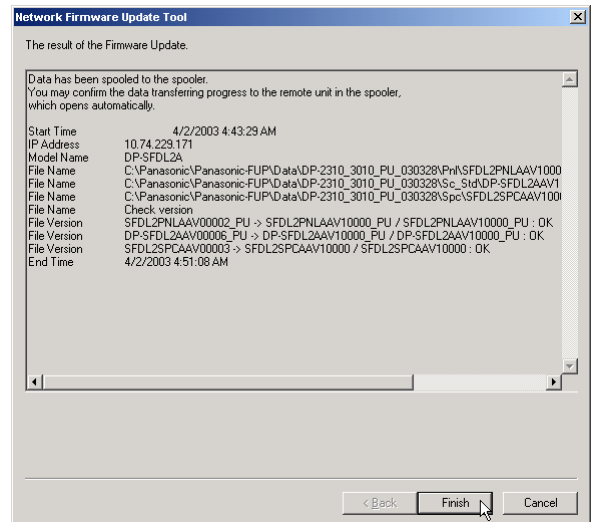 Network Firmware Update Tool
The result of the Firmware Update.
Data has been spooled to the spooler.
You may confirm the data transferring progress to the remote unit in the spooler,
which opens automatically.
Start Time 4/2/2003 4:43:29 AM
IP Address 10.74.229.171
Model Name DP-SFDL2A
File Name C:\Panasonic\Panasonic-FUP\Data\DP-2310_3010_PU_030328\Pnl\SFDL2PNLAAV1000
File Name C:\Panasonic\Panasonic-FUP\Data\DP-2310_3010_PU_030328\Sc_Std\DP-SFDL2AAV1
File Name C:\Panasonic\Panasonic-FUP\Data\DP-2310_3010_PU_030328\Spc\SFDL2SPCAAV100
File Name Check version
File Version SFDL2PNLAAV00002_PU -> SFDL2PNLAAV10000_PU / SFDL2PNLAAV10000_PU : OK
File Version DP-SFDL2AAV00006_PU -> DP-SFDL2AAV10000_PU / DP-SFDL2AAV10000_PU : OK
File Version SFDL2SPCAAV00003 -> SFDL2SPCAAV10000 / SFDL2SPCAAV10000 : OK
End Time 4/2/2003 4:51:08 AM
< Back Finish Cancel